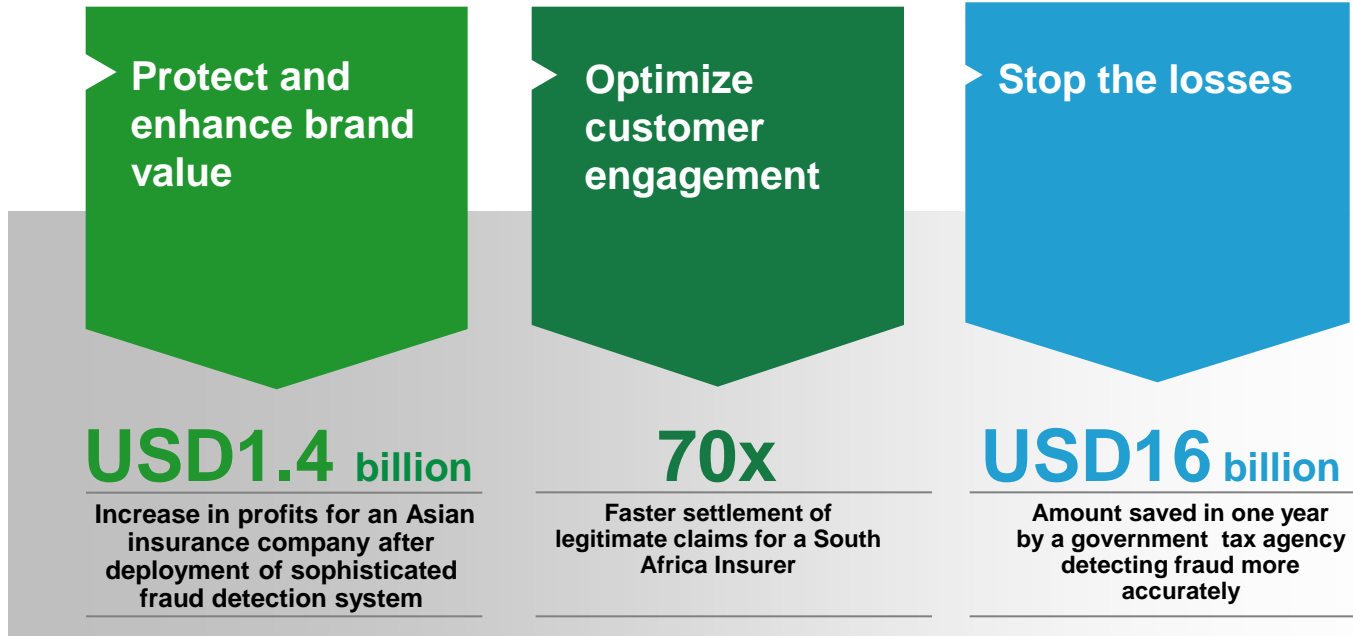 Protect and
enhance brand
value
USD1.4 billion
Increase in profits for an Asian
insurance company after
deployment of sophisticated
fraud detection system
Optimize
customer
engagement
70x
Faster settlement of
legitimate claims for a South
Africa Insurer
Stop the losses
USD16 billion
Amount saved in one year
by a government tax agency
detecting fraud more
accurately